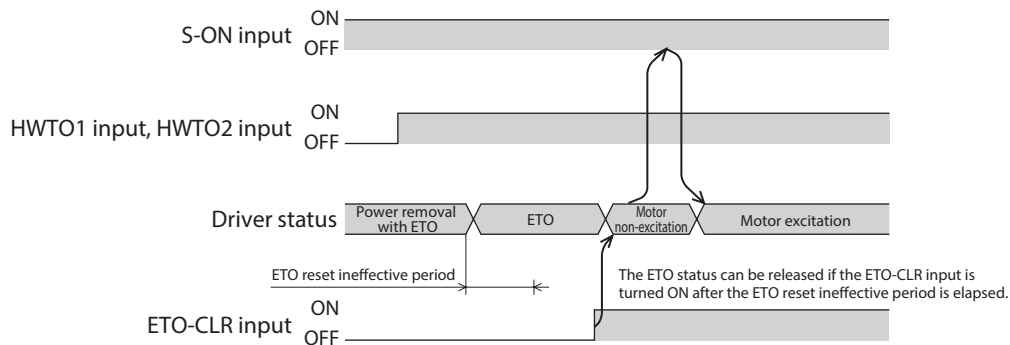 ON
S-ON input
OFF
ON
HWTO1 input, HWTO2 input
OFF
Driver status
Power removal
with ETO
ETO
Motor
non-excitation
Motor excitation
ETO reset ineffective period
The ETO status can be released if the ETO-CLR input is
turned ON after the ETO reset ineffective period is elapsed.
ON
ETO-CLR input
OFF